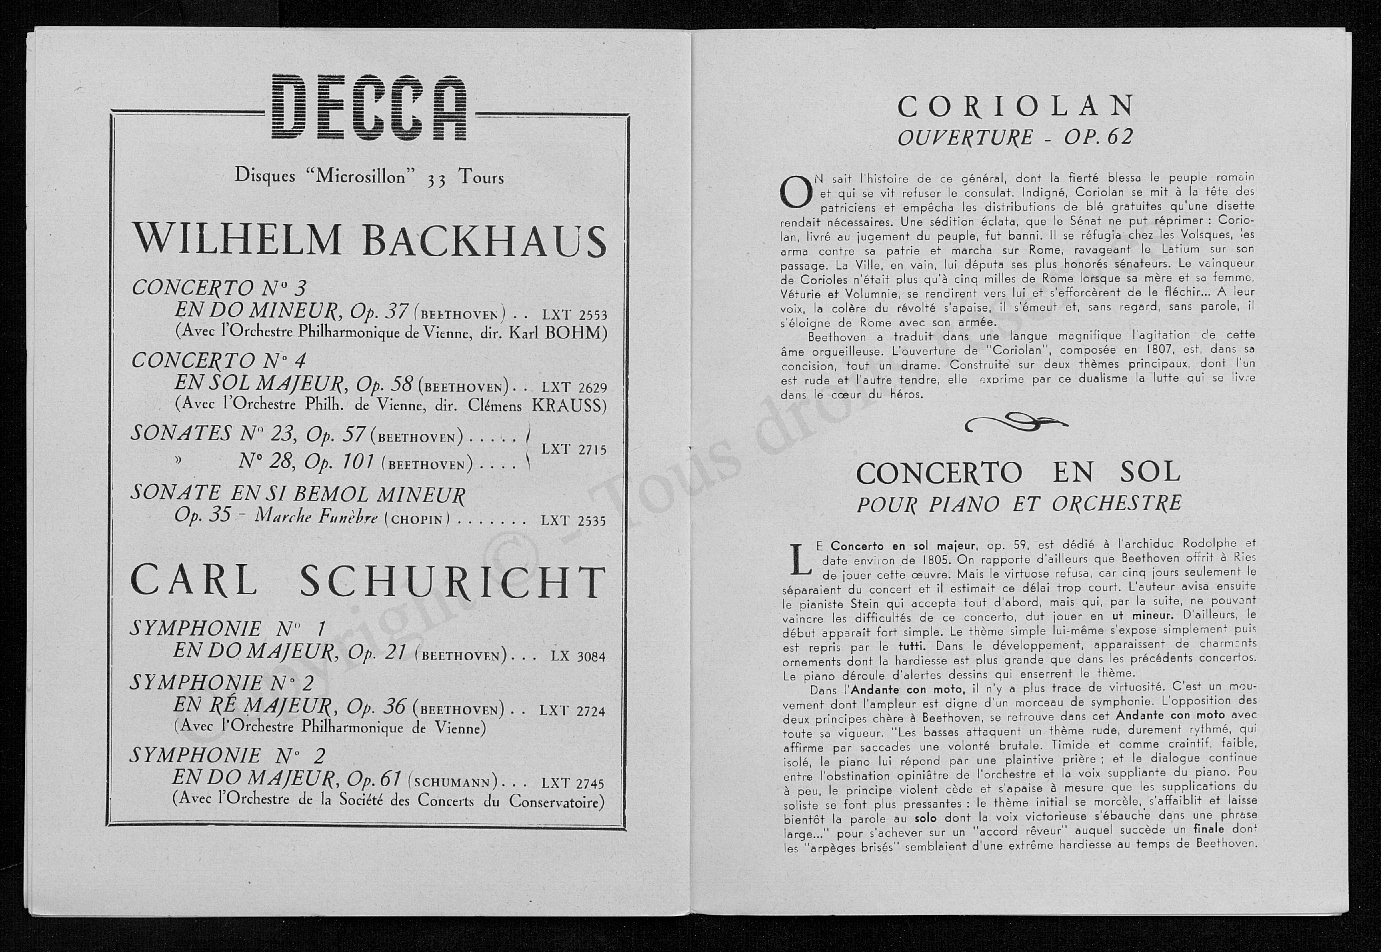 DECCA
Disques "Microsillon" 33 Tours
WILHELM BACKHAUS
CONCERTO Nº 3
EN DO MINEUR, Op. 37 (BEETHOVEN) . . LXT 2553
(Avec l'Orchestre Philharmonique de Vienne, dir. Karl BOHM)
CONCERTO Nº 4
EN SOL MAJEUR, Op. 58 (BEETHOVEN) . . LXT 2629
(Avec l'Orchestre Philh. de Vienne, dir. Clémens KRAUSS)
SONATES Nº 23, Op. 57 (BEETHOVEN) . . . . .
LXT 2715
» Nº 28, Op. 101 (BEETHOVEN) . . . .
SONATE EN SI BEMOL MINEUR
Op. 35 - Marche Funèbre (CHOPIN) . . . . . . . LXT 2535
CARL SCHURICHT
SYMPHONIE Nº 1
EN DO MAJEUR, Op. 21 (BEETHOVEN) . . . LX 3084
SYMPHONIE Nº 2
EN RÉ MAJEUR, Op. 36 (BEETHOVEN) . . LXT 2724
(Avec l'Orchestre Philharmonique de Vienne)
SYMPHONIE Nº 2
EN DO MAJEUR, Op. 61 (SCHUMANN) . . . LXT 2745
(Avec l'Orchestre de la Société des Concerts du Conservatoire)
CORIOLAN
OUVERTURE - OP. 62
ON sait l'histoire de ce général, dont la fierté blessa le peuple romain
et qui se vit refuser le consulat. Indigné, Coriolan se mit à la tête des
patriciens et empêcha les distributions de blé gratuites qu'une disette
rendait nécessaires. Une sédition éclata, que le Sénat ne put réprimer : Corio-
lan, livré au jugement du peuple, fut banni. Il se réfugia chez les Volsques, les
arma contre sa patrie et marcha sur Rome, ravageant le Latium sur son
passage. La Ville, en vain, lui députa ses plus honorés sénateurs. Le vainqueur
de Corioles n'était plus qu'à cinq milles de Rome lorsque sa mère et sa femme,
Véturie et Volumnie, se rendirent vers lui et s'efforcèrent de le fléchir... A leur
voix, la colère du révolté s'apaise, il s'émeut et, sans regard, sans parole, il
s'éloigne de Rome avec son armée.
Beethoven a traduit dans une langue magnifique l'agitation de cette
âme orgueilleuse. L'ouverture de "Coriolan", composée en 1807, est, dans sa
concision, tout un drame. Construite sur deux thèmes principaux, dont l'un
est rude et l'autre tendre, elle exprime par ce dualisme la lutte qui se livre
dans le cœur du héros.
CONCERTO EN SOL
POUR PIANO ET ORCHESTRE
LE Concerto en sol majeur, op. 59, est dédié à l'archiduc Rodolphe et
date environ de 1805. On rapporte d'ailleurs que Beethoven offrit à Ries
de jouer cette œuvre. Mais le virtuose refusa, car cinq jours seulement le
séparaient du concert et il estimait ce délai trop court. L'auteur avisa ensuite
le pianiste Stein qui accepta tout d'abord, mais qui, par la suite, ne pouvant
vaincre les difficultés de ce concerto, dut jouer en ut mineur. D'ailleurs, le
début apparait fort simple. Le thème simple lui-même s'expose simplement puis
est repris par le tutti. Dans le développement, apparaissent de charmants
ornements dont la hardiesse est plus grande que dans les précédents concertos.
Le piano déroule d'alertes dessins qui enserrent le thème.
Dans l'Andante con moto, il n'y a plus trace de virtuosité. C'est un mou-
vement dont l'ampleur est digne d'un morceau de symphonie. L'opposition des
deux principes chère à Beethoven, se retrouve dans cet Andante con moto avec
toute sa vigueur. "Les basses attaquent un thème rude, durement rythmé, qui
affirme par saccades une volonté brutale. Timide et comme craintif, faible,
isolé, le piano lui répond par une plaintive prière ; et le dialogue continue
entre l'obstination opiniâtre de l'orchestre et la voix suppliante du piano. Peu
à peu, le principe violent cède et s'apaise à mesure que les supplications du
soliste se font plus pressantes : le thème initial se morcèle, s'affaiblit et laisse
bientôt la parole au solo dont la voix victorieuse s'ébauche dans une phrase
large..." pour s'achever sur un "accord rêveur" auquel succède un finale dont
les "arpèges brisés" semblaient d'une extrême hardiesse au temps de Beethoven.
Copyright © - Tous droits